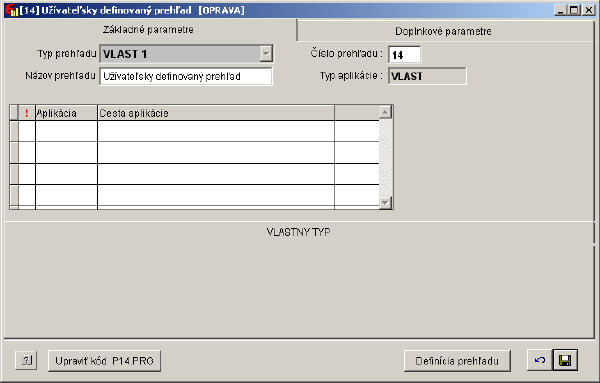 [14] Užívateľsky definovaný prehľad [OPRAVA]
Základné parametre
Doplnkové parametre
Typ prehľadu VLAST 1
Číslo prehľadu : 14
Názov prehľadu Užívateľsky definovaný prehľad
Typ aplikácie : VLAST
! Aplikácia Cesta aplikácie
VLASTNY TYP
? Upraviť kód P14.PRG
Definícia prehľadu